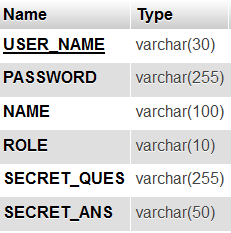 Name Type
USER_NAME varchar(30)
PASSWORD varchar(255)
NAME varchar(100)
ROLE varchar(10)
SECRET_QUES varchar(255)
SECRET_ANS varchar(50)